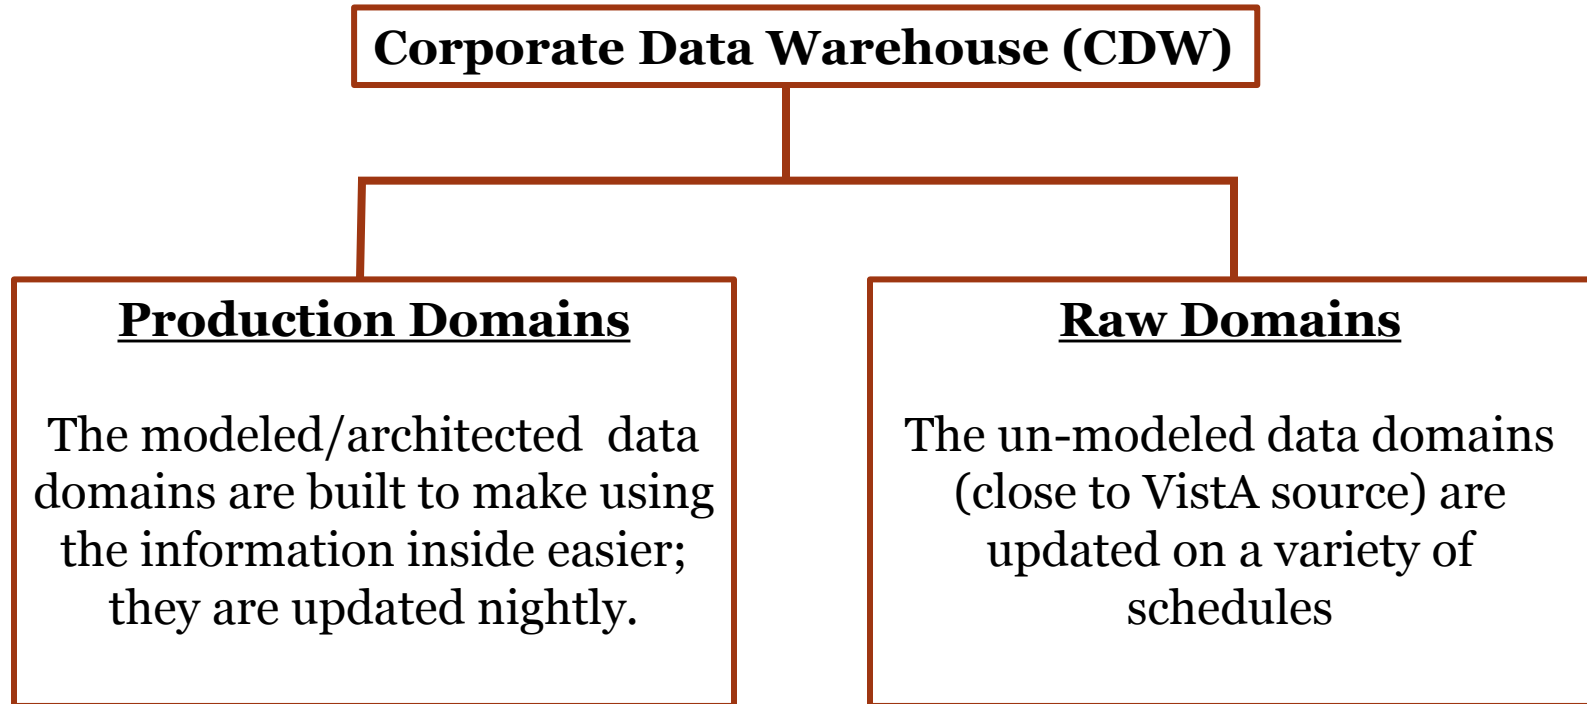 Corporate Data Warehouse (CDW)
Production Domains
The modeled/architected  data
domains are built to make using
the information inside easier;
they are updated nightly.
Raw Domains
The un-modeled data domains
(close to VistA source) are
updated on a variety of
schedules